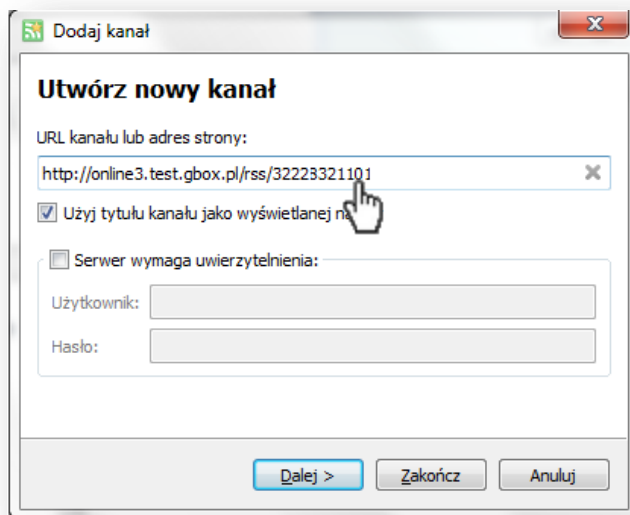 Dodaj kanał
Utwórz nowy kanał
URL kanału lub adres strony:
http://online3.test.gbox.pl/rss/32223321101
Użyj tytułu kanału jako wyświetlanej
Serwer wymaga uwierzytelnienia:
Użytkownik:
Hasło:
Dalej > Zakończ Anuluj